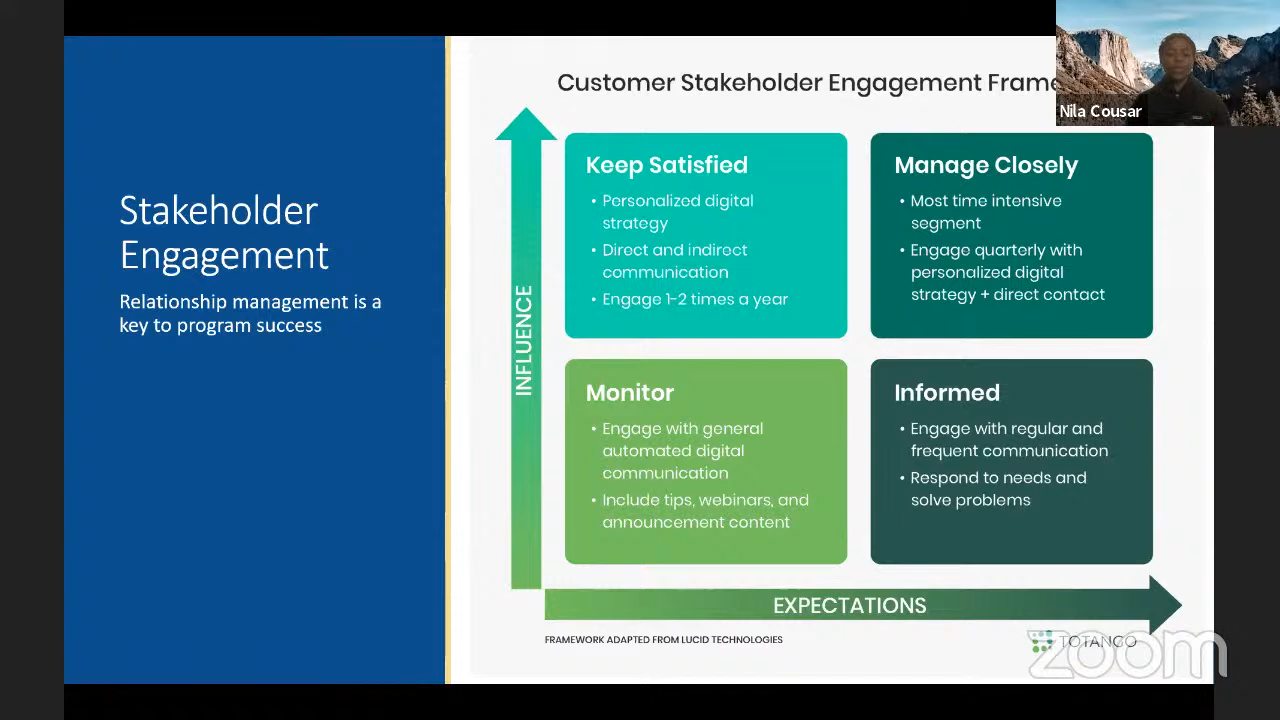 Stakeholder
Engagement
Relationship management is a
key to program success
Customer Stakeholder Engagement Frame
Nila Cousar
INFLUENCE
Keep Satisfied
• Personalized digital
strategy
• Direct and indirect
communication
• Engage 1-2 times a year
Manage Closely
• Most time intensive
segment
• Engage quarterly with
personalized digital
strategy + direct contact
Monitor
• Engage with general
automated digital
communication
• Include tips, webinars, and
announcement content
Informed
• Engage with regular and
frequent communication
• Respond to needs and
solve problems
EXPECTATIONS
FRAMEWORK ADAPTED FROM LUCID TECHNOLOGIES
TOTANGO
zoom